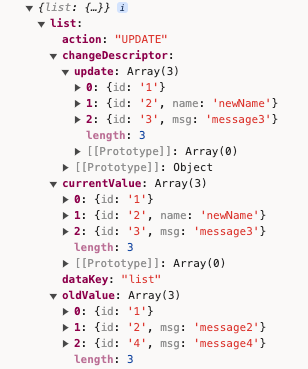 {list: {…}} i
list:
action: "UPDATE"
changeDescriptor:
update: Array(3)
0: {id: '1'}
1: {id: '2', name: 'newName'}
2: {id: '3', msg: 'message3'}
length: 3
[[Prototype]]: Array(0)
[[Prototype]]: Object
currentValue: Array(3)
0: {id: '1'}
1: {id: '2', name: 'newName'}
2: {id: '3', msg: 'message3'}
length: 3
[[Prototype]]: Array(0)
dataKey: "list"
oldValue: Array(3)
0: {id: '1'}
1: {id: '2', msg: 'message2'}
2: {id: '4', msg: 'message4'}
length: 3